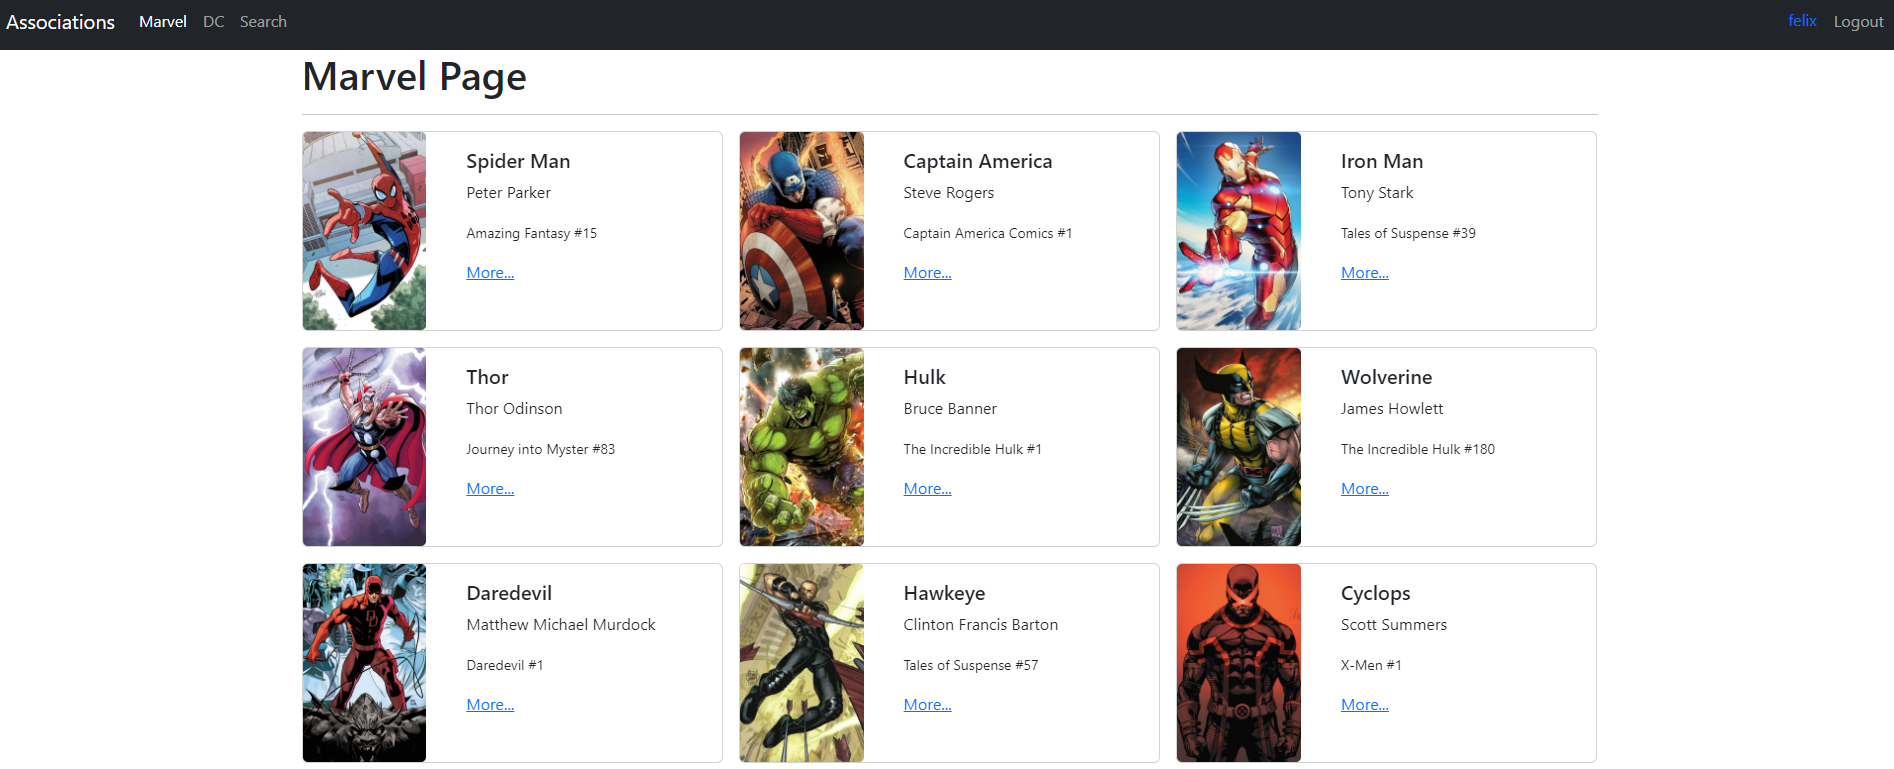 Associations Marvel DC Search felix Logout
Marvel Page
Spider Man
Peter Parker
Amazing Fantasy #15
More...
Captain America
Steve Rogers
Captain America Comics #1
More...
Iron Man
Tony Stark
Tales of Suspense #39
More...
Thor
Thor Odinson
Journey into Myster #83
More...
Hulk
Bruce Banner
The Incredible Hulk #1
More...
Wolverine
James Howlett
The Incredible Hulk #180
More...
Daredevil
Matthew Michael Murdock
Daredevil #1
More...
Hawkeye
Clinton Francis Barton
Tales of Suspense #57
More...
Cyclops
Scott Summers
X-Men #1
More...